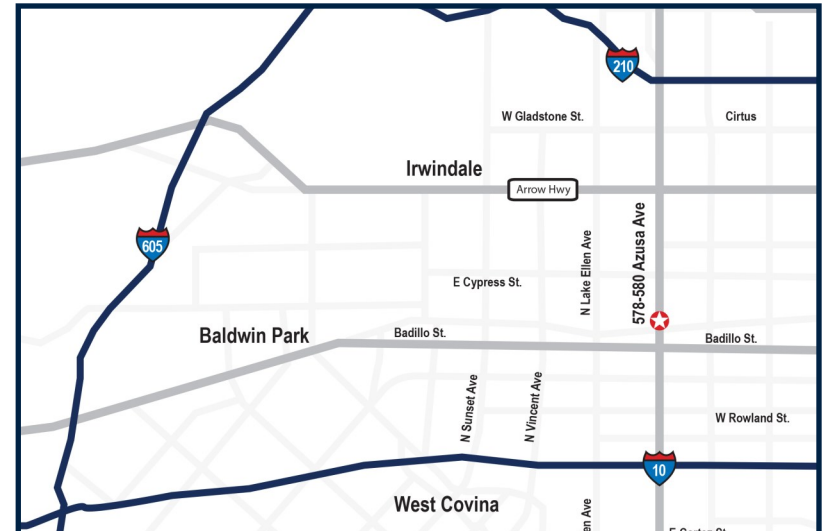 210
W Gladstone St.
Cirtus
Irwindale
Arrow Hwy
605
N Lake Ellen Ave
578-580 Azusa Ave
E Cypress St.
Baldwin Park
Badillo St.
Badillo St.
N Sunset Ave
N Vincent Ave
W Rowland St.
10
West Covina